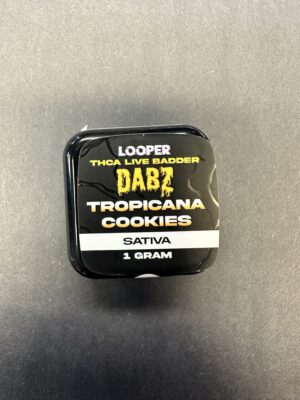 LOOPER
THCA LIVE BADDER
DABZ
TROPICANA
COOKIES
SATIVA
1 GRAM